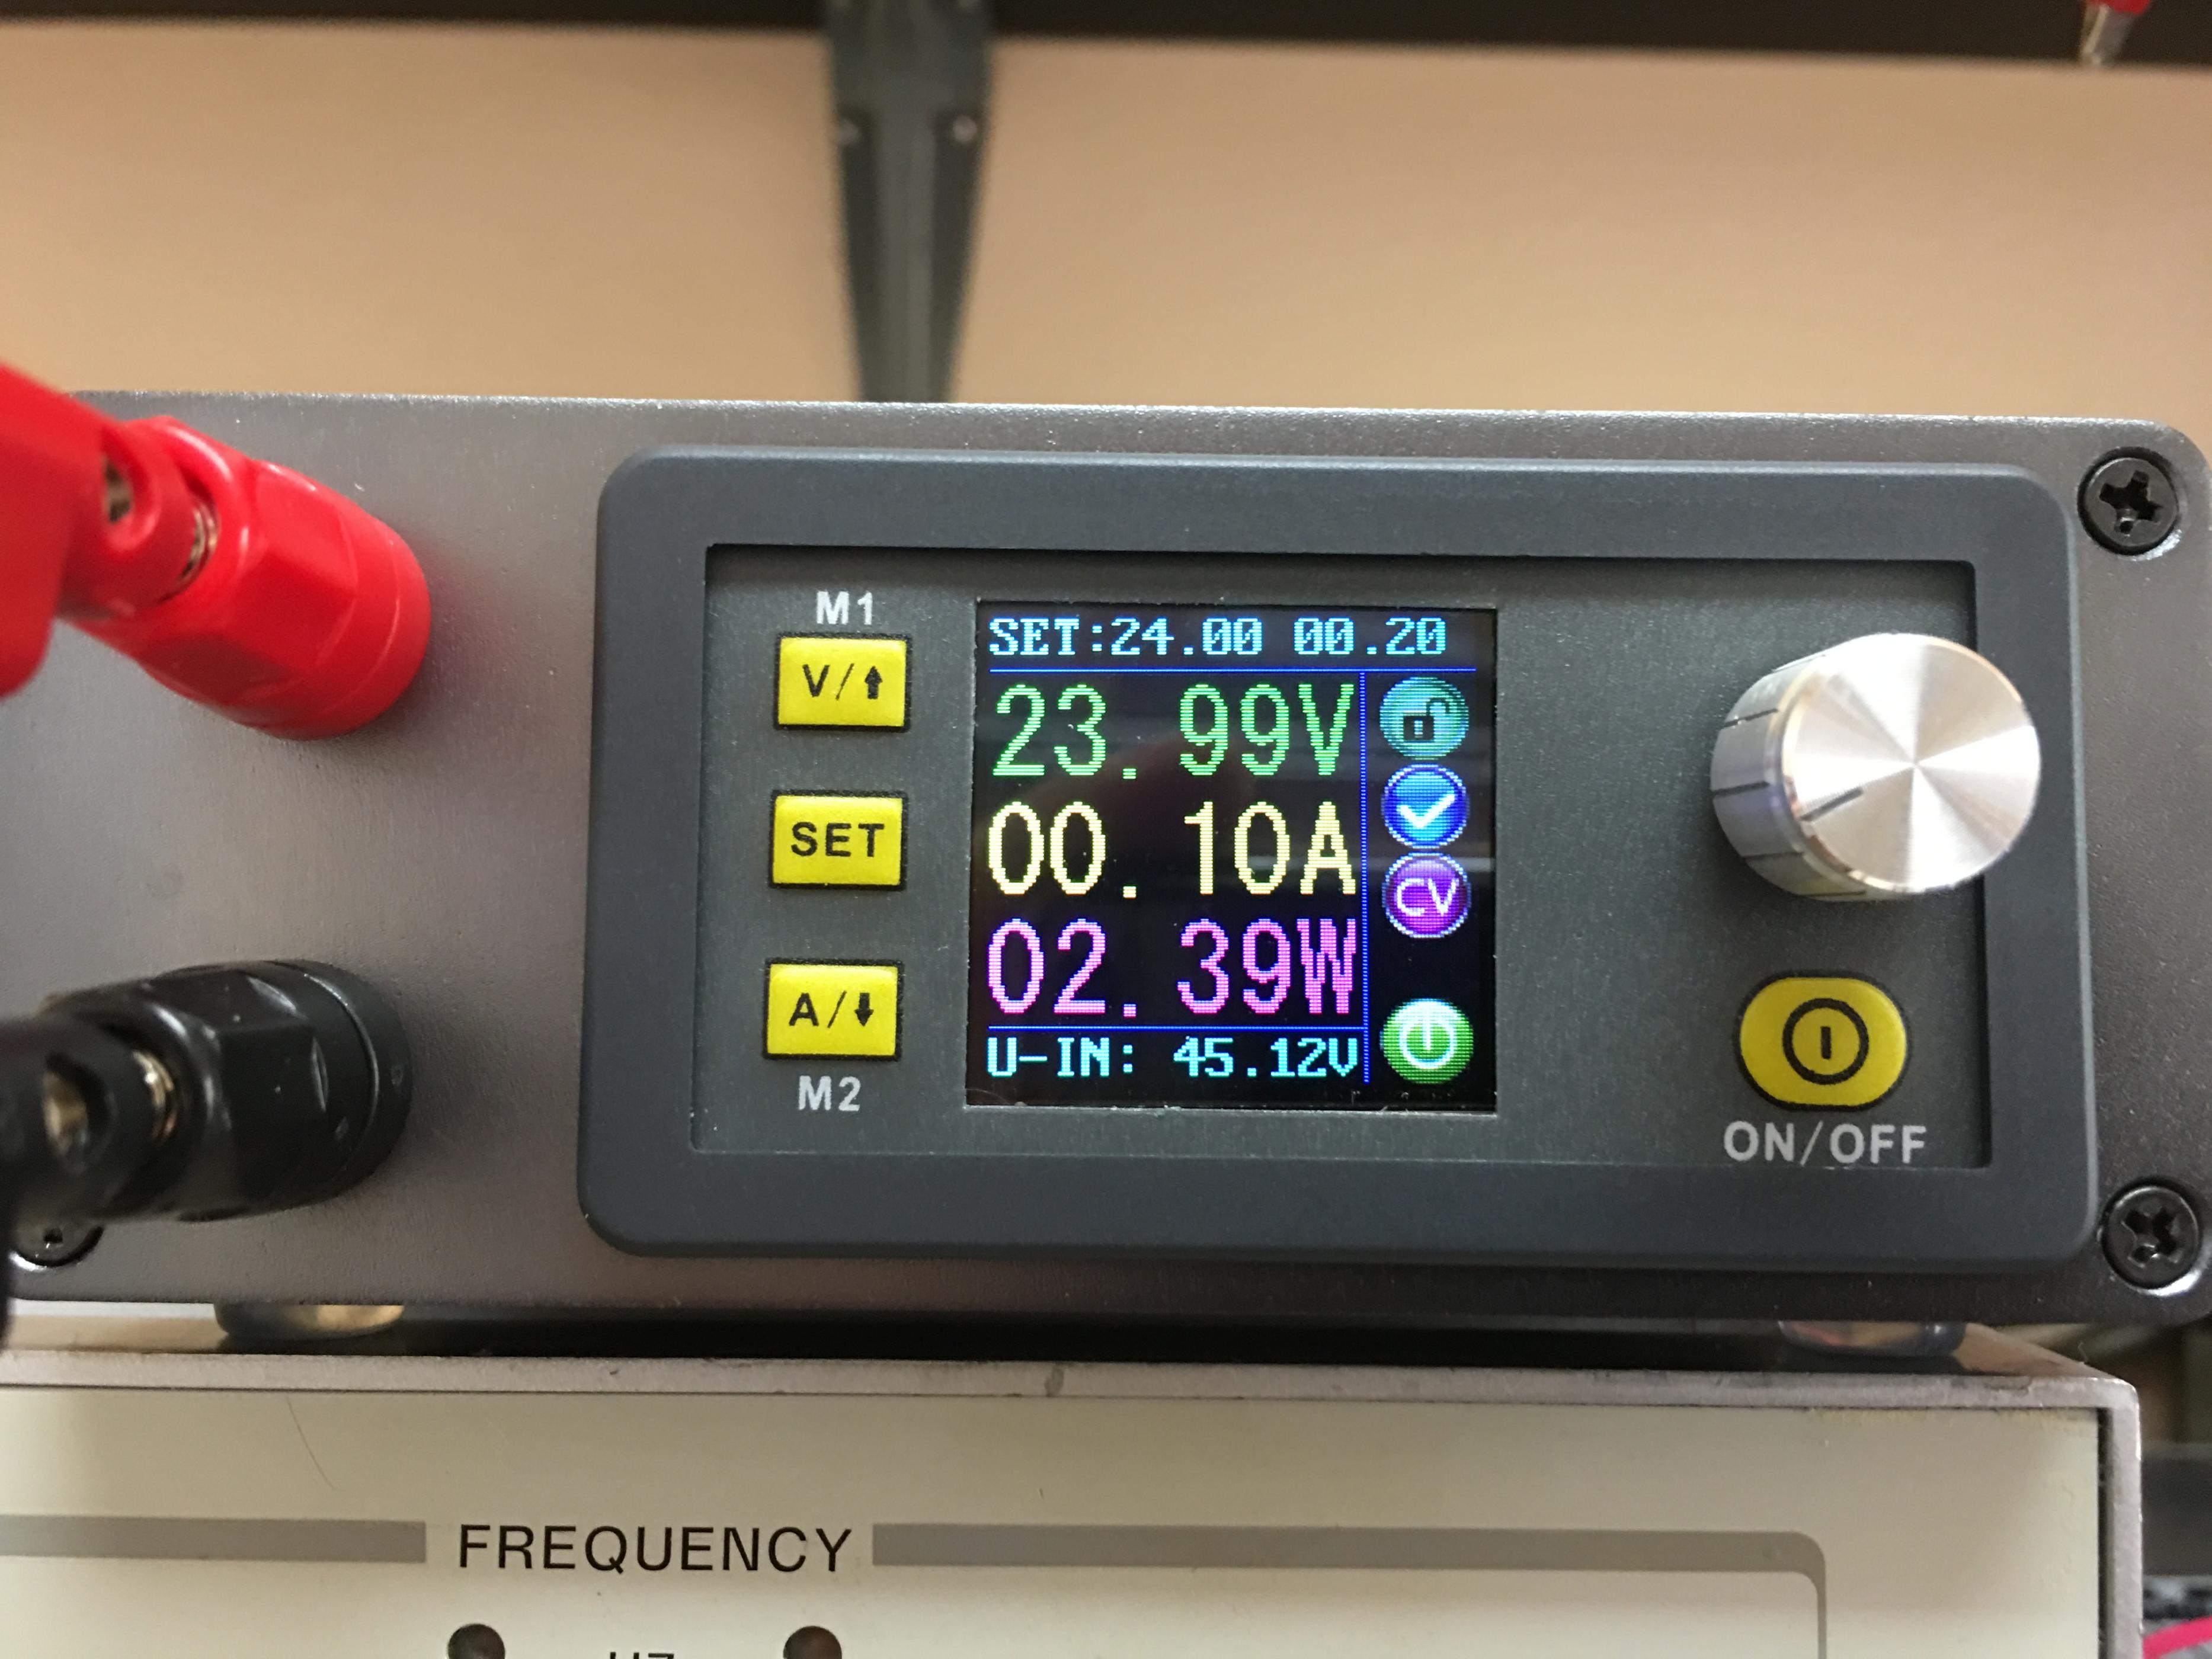 M1
V/⬆
SET
A/⬇
M2
SET:24.00 00.20
23.99V
00.10A
02.39W
U-IN: 45.12V
CV
ON/OFF
FREQUENCY